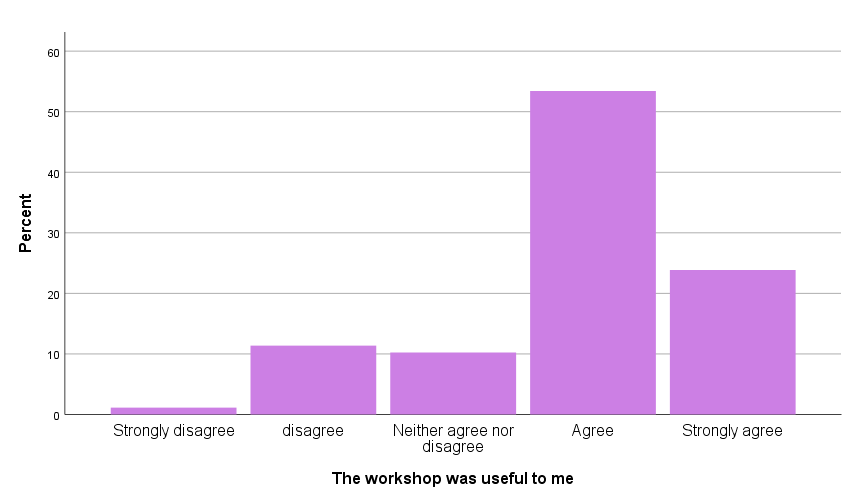 60
50
40
30
20
10
0
Percent
Strongly disagree
disagree
Neither agree nor
disagree
Agree
Strongly agree
The workshop was useful to me